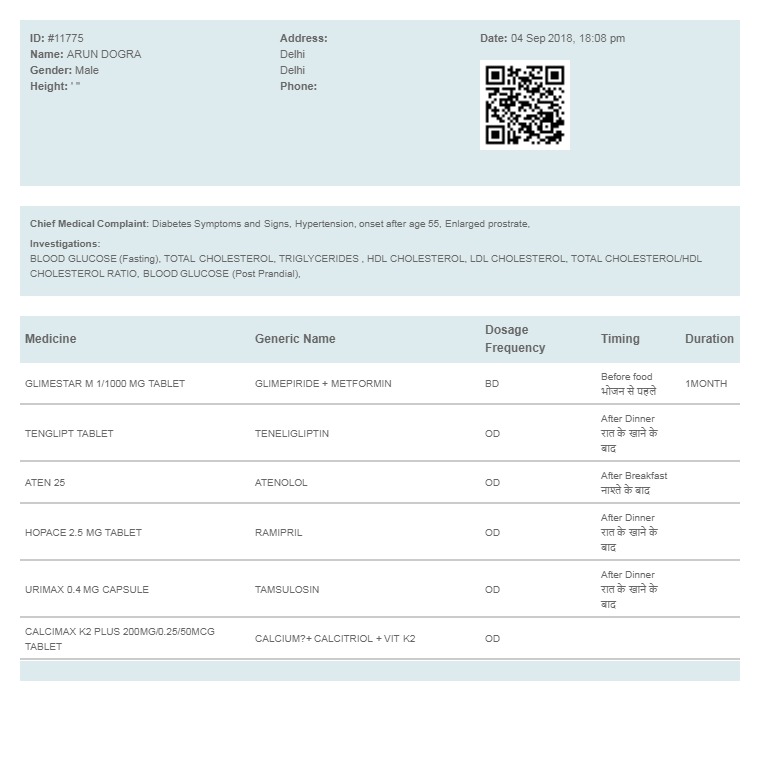 ID: #11775
Name: ARUN DOGRA
Gender: Male
Height: ' "
Address:
Delhi
Delhi
Phone:
Date: 04 Sep 2018, 18:08 pm
Chief Medical Complaint: Diabetes Symptoms and Signs, Hypertension, onset after age 55, Enlarged prostrate,
Investigations:
BLOOD GLUCOSE (Fasting), TOTAL CHOLESTEROL, TRIGLYCERIDES , HDL CHOLESTEROL, LDL CHOLESTEROL, TOTAL CHOLESTEROL/HDL
CHOLESTEROL RATIO, BLOOD GLUCOSE (Post Prandial),
Medicine Generic Name Dosage Frequency Timing Duration
GLIMESTAR M 1/1000 MG TABLET GLIMEPIRIDE + METFORMIN BD Before food 1MONTH
भोजन से पहले
TENGLIPT TABLET TENELIGLIPTIN OD After Dinner
रात के खाने के
बाद
ATEN 25 ATENOLOL OD After Breakfast
नाश्ते के बाद
HOPACE 2.5 MG TABLET RAMIPRIL OD After Dinner
रात के खाने के
बाद
URIMAX 0.4 MG CAPSULE TAMSULOSIN OD After Dinner
रात के खाने के
बाद
CALCIMAX K2 PLUS 200MG/0.25/50MCG
TABLET CALCIUM?+ CALCITRIOL + VIT K2 OD